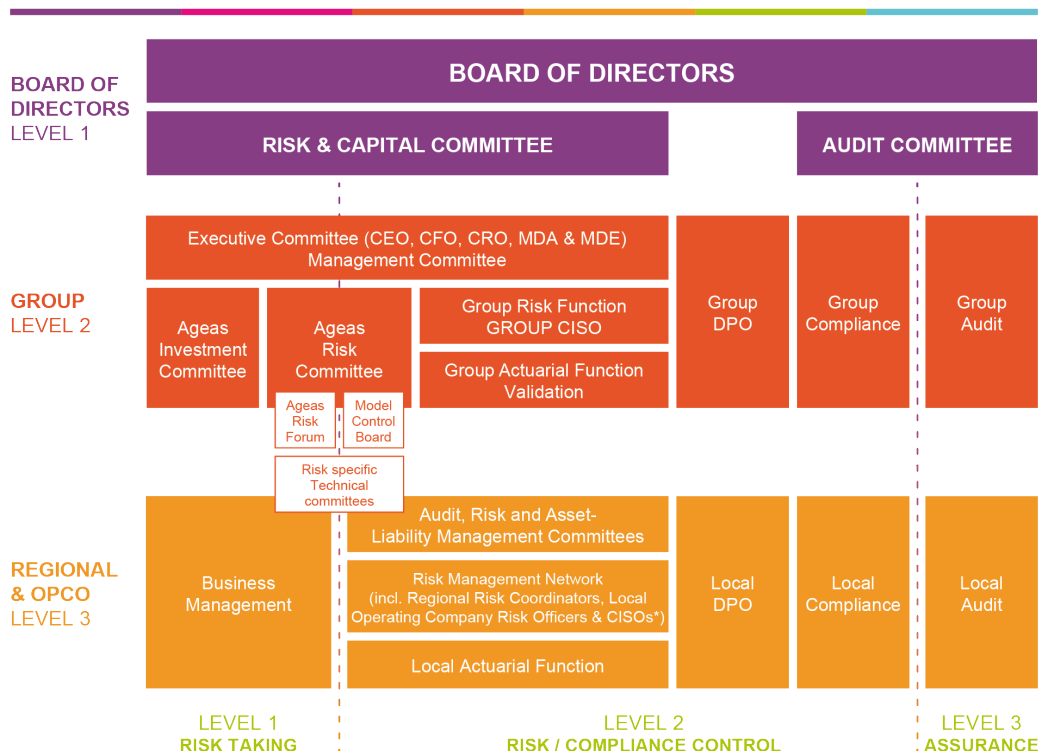 BOARD OF
DIRECTORS
LEVEL 1
BOARD OF DIRECTORS
RISK & CAPITAL COMMITTEE
AUDIT COMMITTEE
GROUP
LEVEL 2
Executive Committee (CEO, CFO, CRO, MDA & MDE)
Management Committee
Ageas
Investment
Committee
Ageas
Risk
Committee
Group Risk Function
GROUP CISO
Group Actuarial Function
Validation
Group
DPO
Group
Compliance
Group
Audit
Ageas
Risk
Forum
Model
Control
Board
Risk specific
Technical
committees
REGIONAL
& OPCO
LEVEL 3
Business
Management
Audit, Risk and Asset-
Liability Management Committees
Risk Management Network
(incl. Regional Risk Coordinators, Local
Operating Company Risk Officers & CISOs*)
Local Actuarial Function
Local
DPO
Local
Compliance
Local
Audit
LEVEL 1
RISK TAKING
LEVEL 2
RISK / COMPLIANCE CONTROL
LEVEL 3
ASSURANCE